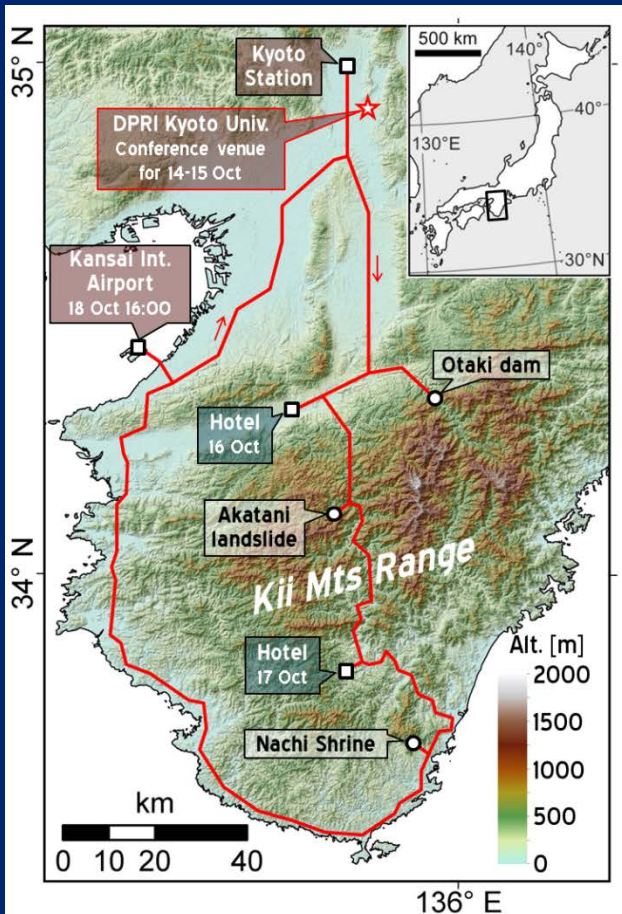 35° N
Kyoto
Station
DPRI Kyoto Univ.
Conference venue
for 14-15 Oct
500 km
140°
40°
130°E
30°N
Kansai Int.
Airport
18 Oct 16:00
Otaki dam
Hotel
16 Oct
Akatani
landslide
34°
Kii Mts Range
Hotel
17 Oct
Alt. [m]
2000
1500
1000
500
0
Nachi Shrine
km
0 10 20 40
136° E